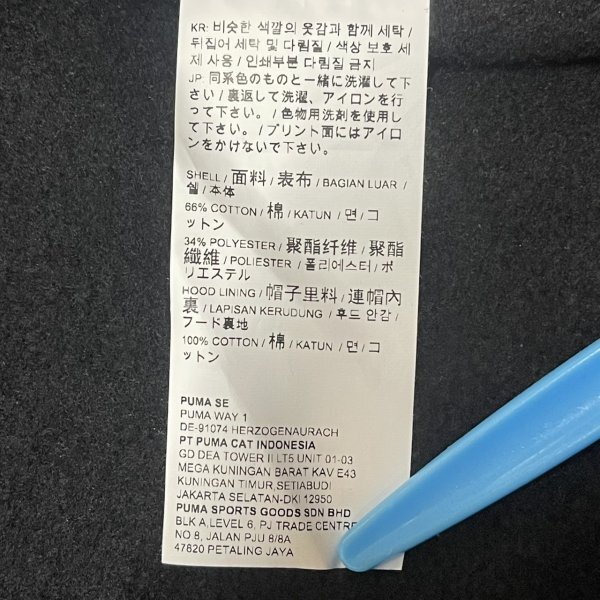 KR: 비슷한 색깔의 옷감과 함께 세탁 /
뒤집어 세탁 및 다림질 / 색상 보호 세
제 사용 / 인쇄부분 다림질 금지
JP: 同系色のものと一緒に洗濯して下
さい / 裏返して洗濯、アイロンを行
って下さい。 / 色物用洗剤を使用し
て下さい。 / プリント面にはアイロ
ンをかけないで下さい。
SHELL / 面料 / 表布 / BAGIAN LUAR /
쉘 / 本体
66% COTTON / 棉 / KATUN / 면 / コ
ットン
34% POLYESTER / 聚酯纤维 / 聚酯
纖維 / POLIESTER / 폴리에스터 / ポ
リエステル
HOOD LINING / 帽子里料 / 連帽內
裏 / LAPISAN KERUDUNG / 후드 안감 /
フード裏地
100% COTTON / 棉 / KATUN / 면 / コ
ットン
PUMA SE
PUMA WAY 1
DE-91074 HERZOGENAURACH
PT PUMA CAT INDONESIA
GD DEA TOWER II LT5 UNIT 01-03
MEGA KUNINGAN BARAT KAV E43
KUNINGAN TIMUR,SETIABUDI
JAKARTA SELATAN-DKI 12950
PUMA SPORTS GOODS SDN BHD
BLK A,LEVEL 6, PJ TRADE CENTRE
NO 8, JALAN PJU 8/8A
47820 PETALING JAYA